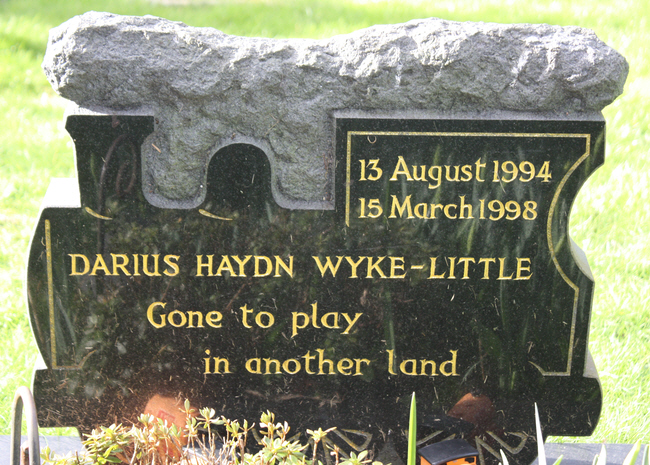 13 August 1994
15 March 1998
DARIUS HAYDN WYKE-LITTLE
Gone to play
in another land